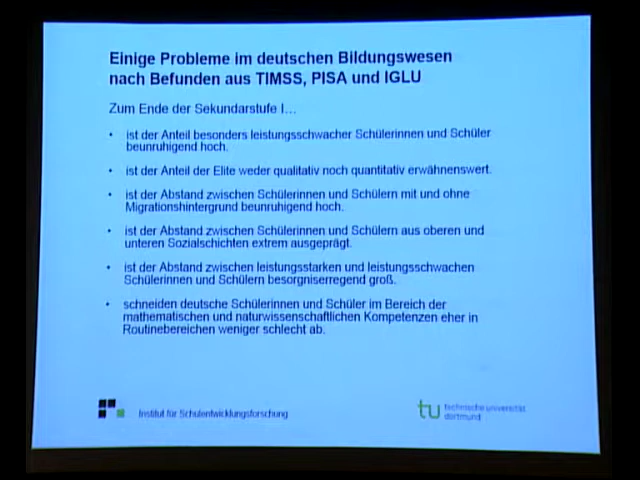 Einige Probleme im deutschen Bildungswesen
nach Befunden aus TIMSS, PISA und IGLU
Zum Ende der Sekundarstufe I…
• ist der Anteil besonders leistungsschwacher Schülerinnen und Schüler
beunruhigend hoch.
• ist der Anteil der Elite weder qualitativ noch quantitativ erwähnenswert.
• ist der Abstand zwischen Schülerinnen und Schülern mit und ohne
Migrationshintergrund beunruhigend hoch.
• ist der Abstand zwischen Schülerinnen und Schülern aus oberen und
unteren Sozialschichten extrem ausgeprägt.
• ist der Abstand zwischen leistungsstarken und leistungsschwachen
Schülerinnen und Schülern besorgniserregend groß.
• schneiden deutsche Schülerinnen und Schüler im Bereich der
mathematischen und naturwissenschaftlichen Kompetenzen eher in
Routinebereichen weniger schlecht ab.
Institut für Schulentwicklungsforschung
tu technische universität
dortmund